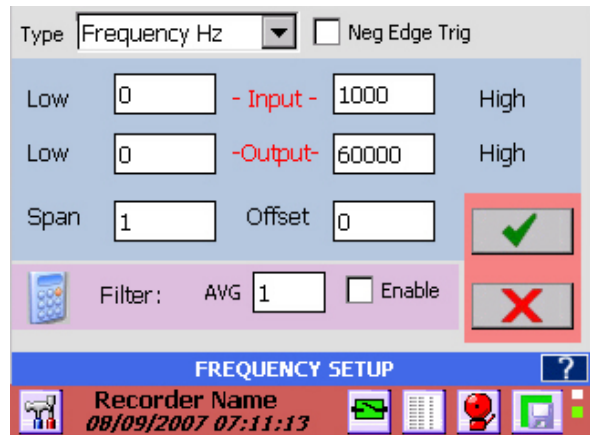 Type Frequency Hz Neg Edge Trig
Low 0 - Input - 1000 High
Low 0 -Output- 60000 High
Span 1 Offset 0
Filter: AVG 1 Enable
FREQUENCY SETUP ?
Recorder Name
08/09/2007 07:11:13